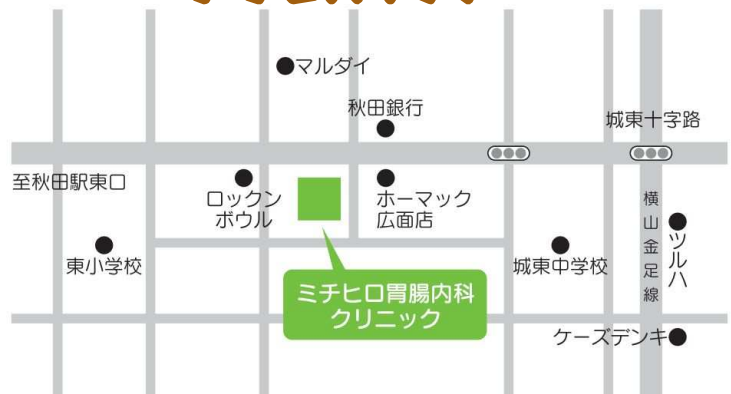 マルダイ
秋田銀行
城東十字路
至秋田駅東口
ロックン
ボウル
ホーマック
広面店
横山金足線
ツルハ
東小学校
城東中学校
ミチヒロ胃腸内科
クリニック
ケーズデンキ